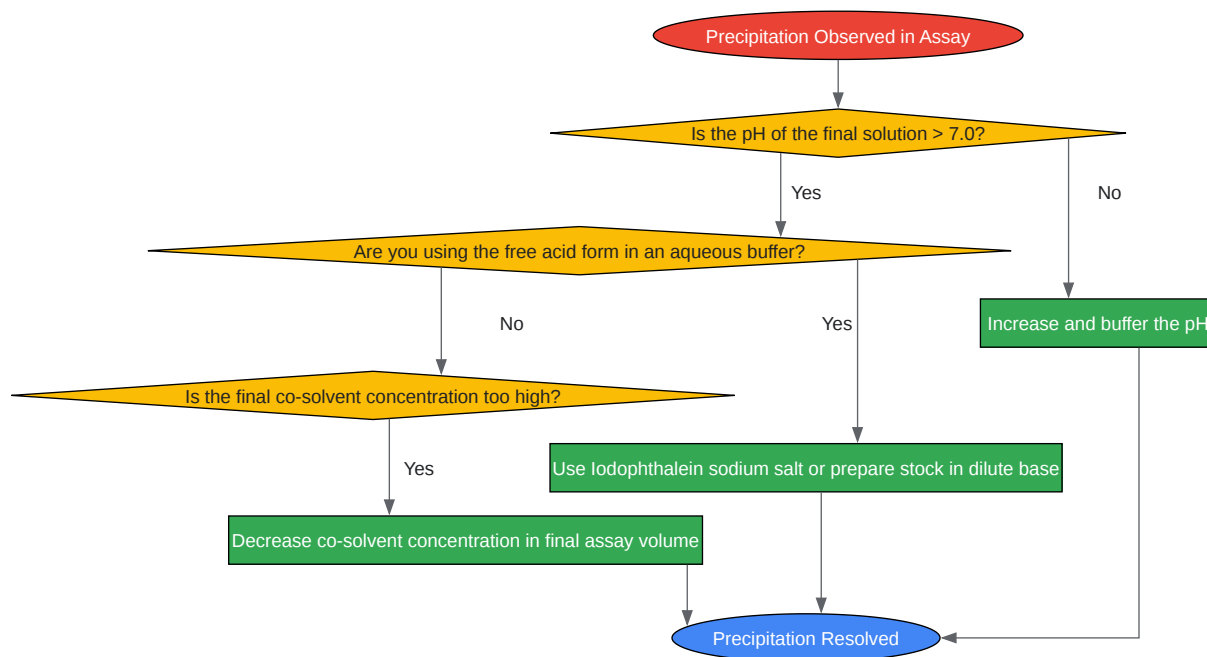 Precipitation Observed in Assay
Is the pH of the final solution > 7.0?
Yes
No
Are you using the free acid form in an aqueous buffer?
No
Yes
Increase and buffer the pH
Is the final co-solvent concentration too high?
Yes
Use Iodophthalein sodium salt or prepare stock in dilute base
Decrease co-solvent concentration in final assay volume
Precipitation Resolved